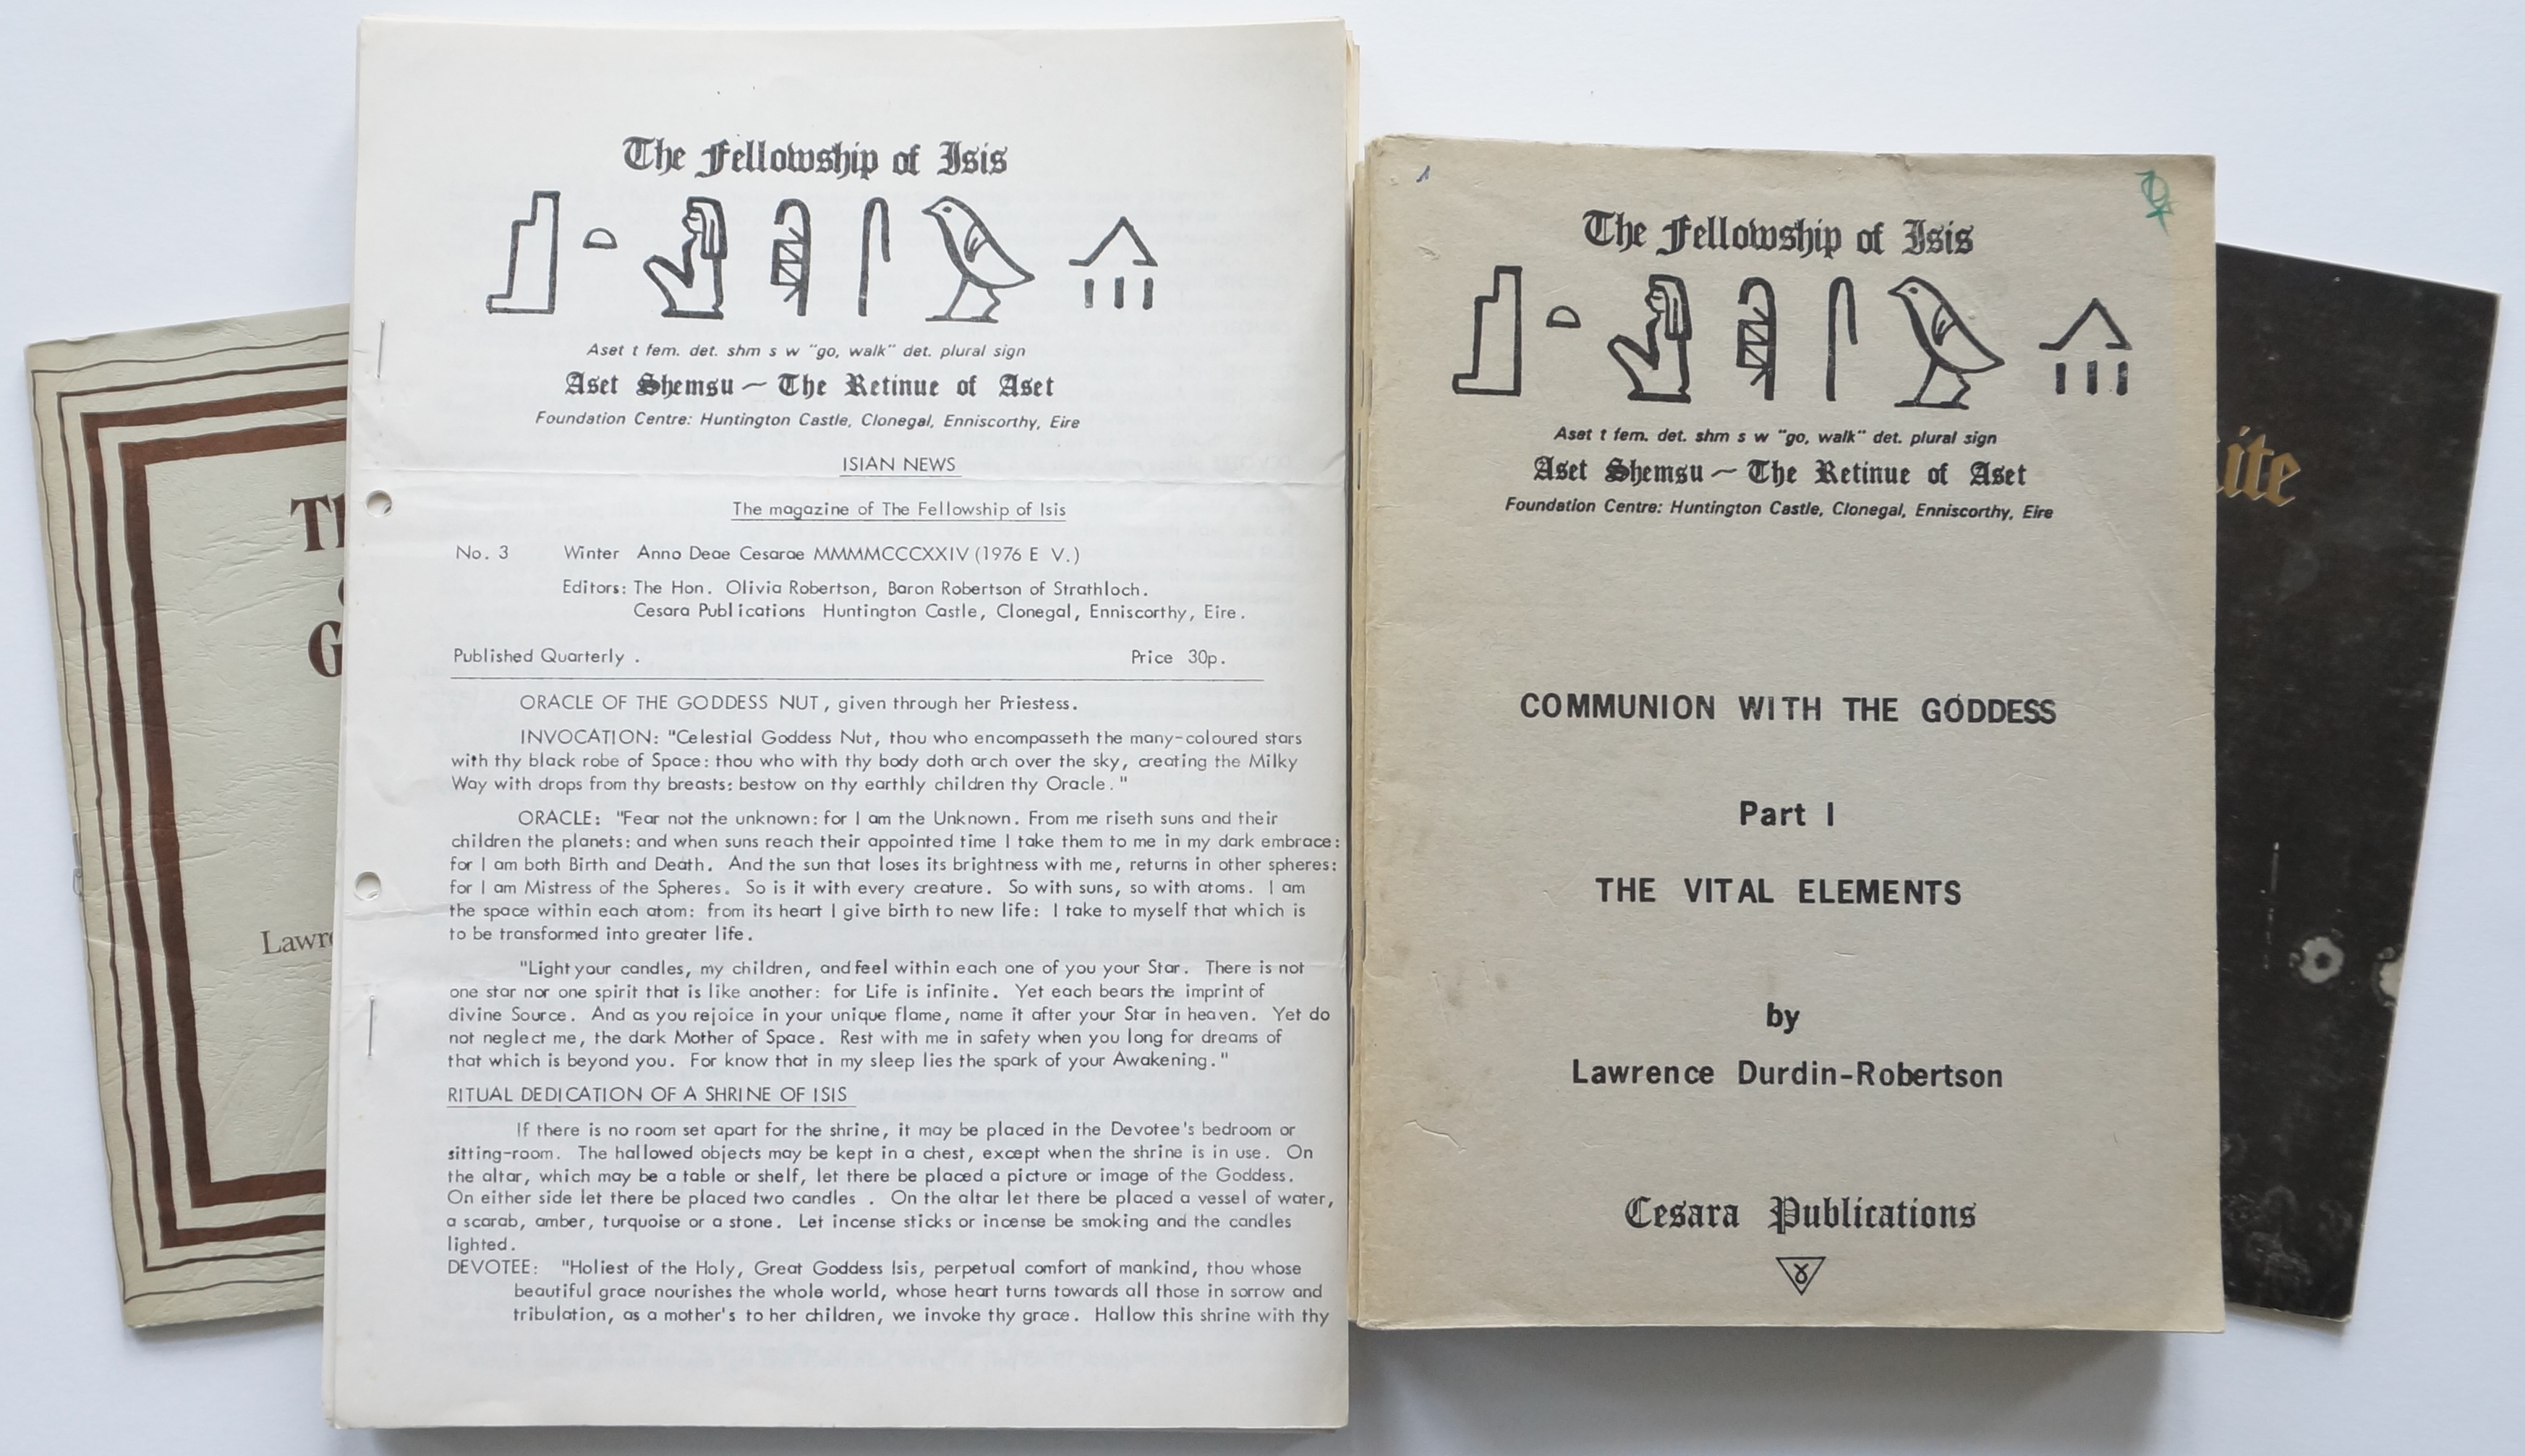 The Fellowship of Isis
Aset t fem. det. shm s w "go, walk" det. plural sign
Aset Shemsu ~ The Retinue of Aset
Foundation Centre: Huntington Castle, Clonegal, Enniscorthy, Eire
ISIAN NEWS
The magazine of The Fellowship of Isis
No. 3 Winter Anno Deae Cesarae MMMMCCCXXIV (1976 E V.)
Editors: The Hon. Olivia Robertson, Baron Robertson of Strathloch.
Cesara Publications Huntington Castle, Clonegal, Enniscorthy, Eire.
Published Quarterly . Price 30p.
ORACLE OF THE GODDESS NUT, given through her Priestess.
INVOCATION: "Celestial Goddess Nut, thou who encompasseth the many-coloured stars
with thy black robe of Space: thou who with thy body doth arch over the sky, creating the Milky
Way with drops from thy breasts: bestow on thy earthly children thy Oracle."
ORACLE: "Fear not the unknown: for I am the Unknown. From me riseth suns and their
children the planets: and when suns reach their appointed time I take them to me in my dark embrace:
for I am both Birth and Death. And the sun that loses its brightness with me, returns in other spheres:
for I am Mistress of the Spheres. So is it with every creature. So with suns, so with atoms. I am
the space within each atom: from its heart I give birth to new life: I take to myself that which is
to be transformed into greater life.
"Light your candles, my children, and feel within each one of you your Star. There is not
one star nor one spirit that is like another: for Life is infinite. Yet each bears the imprint of
divine Source. And as you rejoice in your unique flame, name it after your Star in heaven. Yet do
not neglect me, the dark Mother of Space. Rest with me in safety when you long for dreams of
that which is beyond you. For know that in my sleep lies the spark of your Awakening."
RITUAL DEDICATION OF A SHRINE OF ISIS
If there is no room set apart for the shrine, it may be placed in the Devotee's bedroom or
sitting-room. The hallowed objects may be kept in a chest, except when the shrine is in use. On
the altar, which may be a table or shelf, let there be placed a picture or image of the Goddess.
On either side let there be placed two candles . On the altar let there be placed a vessel of water,
a scarab, amber, turquoise or a stone. Let incense sticks or incense be smoking and the candles
lighted.
DEVOTEE: "Holiest of the Holy, Great Goddess Isis, perpetual comfort of mankind, thou whose
beautiful grace nourishes the whole world, whose heart turns towards all those in sorrow and
tribulation, as a mother's to her children, we invoke thy grace. Hallow this shrine with thy
The Fellowship of Isis
Aset t fem. det. shm s w "go, walk" det. plural sign
Aset Shemsu ~ The Retinue of Aset
Foundation Centre: Huntington Castle, Clonegal, Enniscorthy, Eire
COMMUNION WITH THE GODDESS
Part I
THE VITAL ELEMENTS
by
Lawrence Durdin-Robertson
Cesara Publications